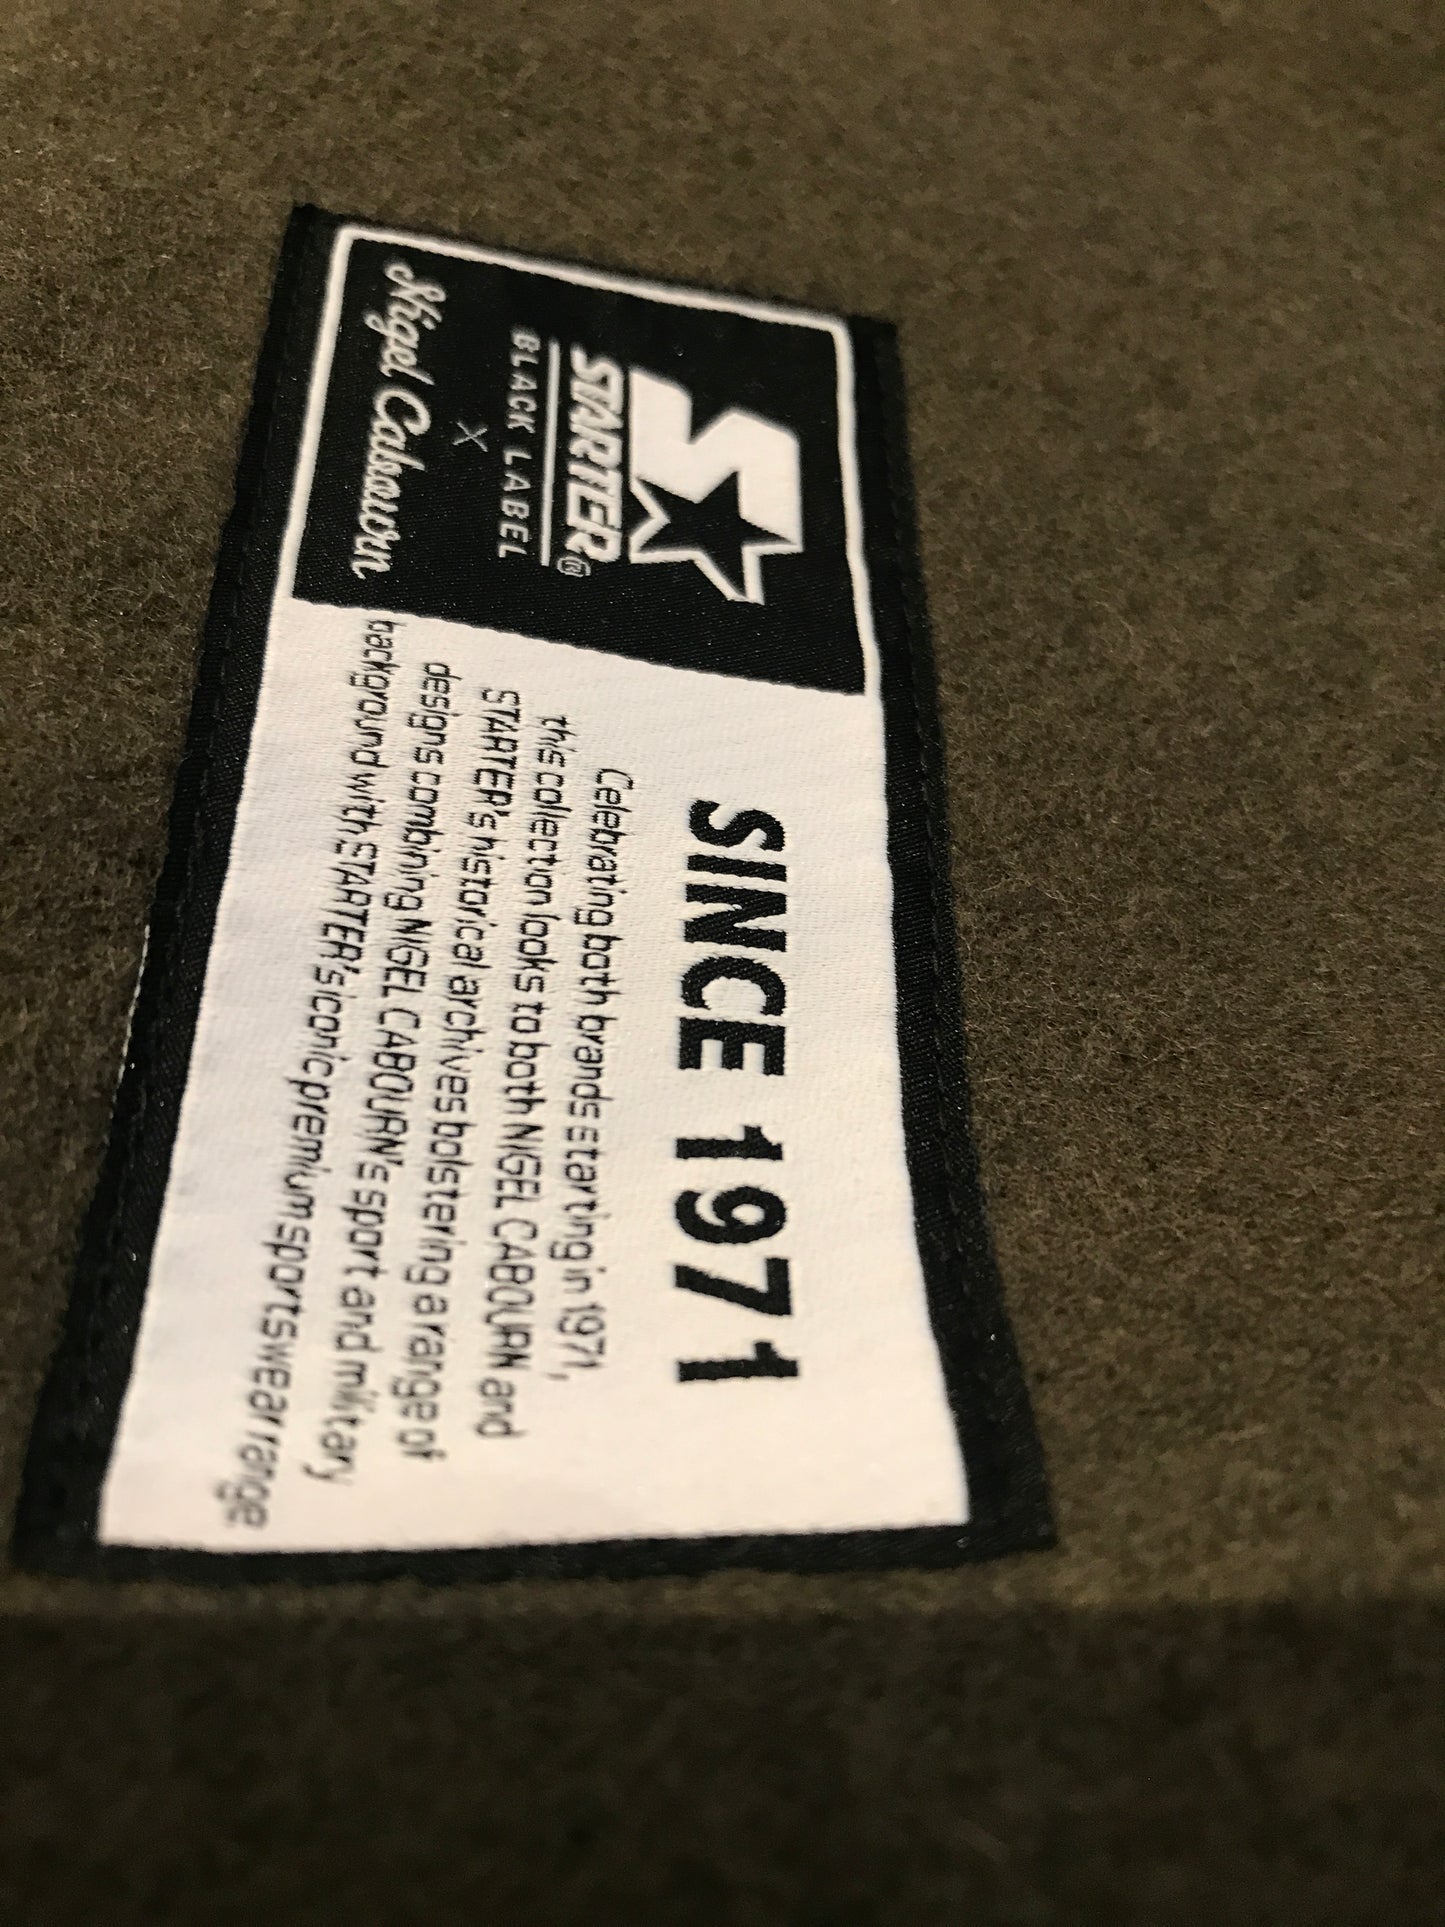 STARTER®
BLACK LABEL
X
Nigel Cabourn
SINCE 1971
Celebrating both brands starting in 1971,
this collection looks to both NIGEL CABOURN and
STARTER's historical archives bolstering a range of
designs combining NIGEL CABOURN's sport and military
background with STARTER's iconic premium sportswear range